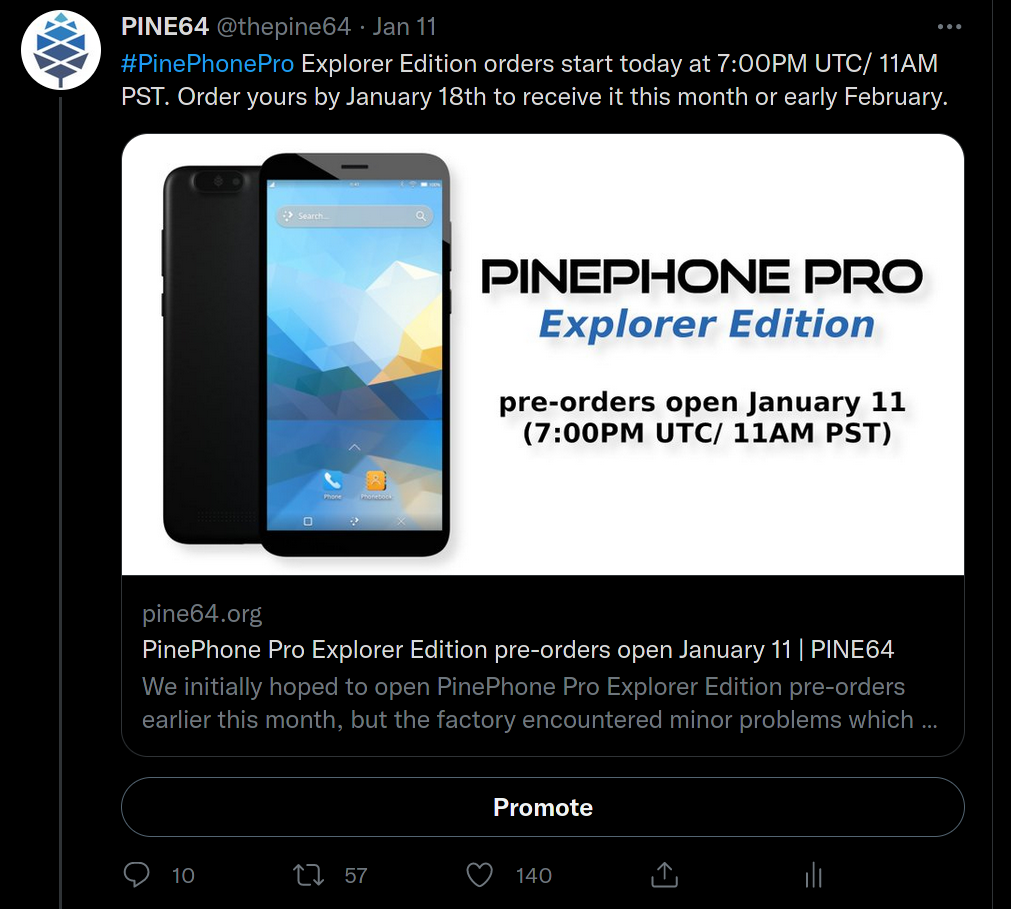 PINE64 @thepine64 · Jan 11
#PinePhonePro Explorer Edition orders start today at 7:00PM UTC/ 11AM
PST. Order yours by January 18th to receive it this month or early February.
Search...
Phone
Phonebook
PINEPHONE PRO
Explorer Edition
pre-orders open January 11
(7:00PM UTC/ 11AM PST)
pine64.org
PinePhone Pro Explorer Edition pre-orders open January 11 | PINE64
We initially hoped to open PinePhone Pro Explorer Edition pre-orders
earlier this month, but the factory encountered minor problems which ...
Promote
10
57
140